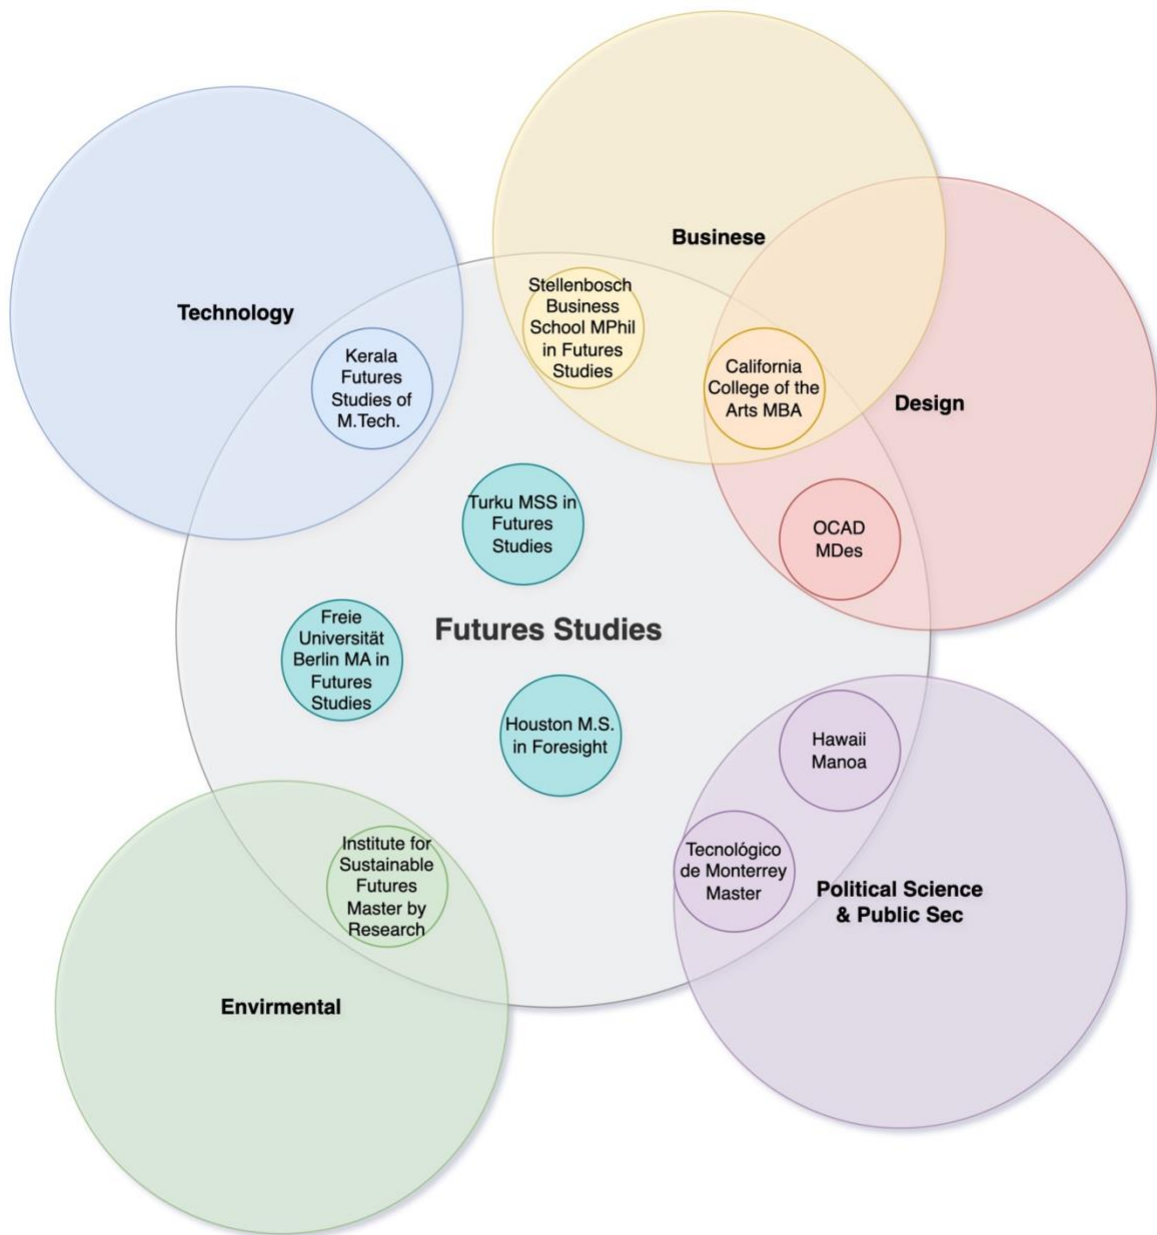 Businese
Technology
Stellenbosch
Business
School MPhil
in Futures
Studies
Kerala
Futures
Studies of
M.Tech.
California
College of the
Arts MBA
Design
Turku MSS in
Futures
Studies
OCAD
MDes
Futures Studies
Freie
Universität
Berlin MA in
Futures
Studies
Houston M.S.
in Foresight
Hawaii
Manoa
Institute for
Sustainable
Futures
Master by
Research
Tecnológico
de Monterrey
Master
Political Science
& Public Sec
Envirmental